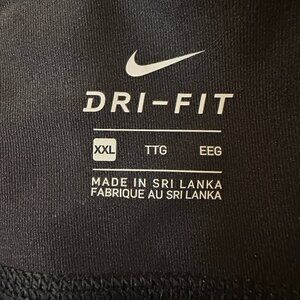 DRI-FIT
XXL TTG EEG
MADE IN SRI LANKA
FABRIQUE AU SRI LANKA